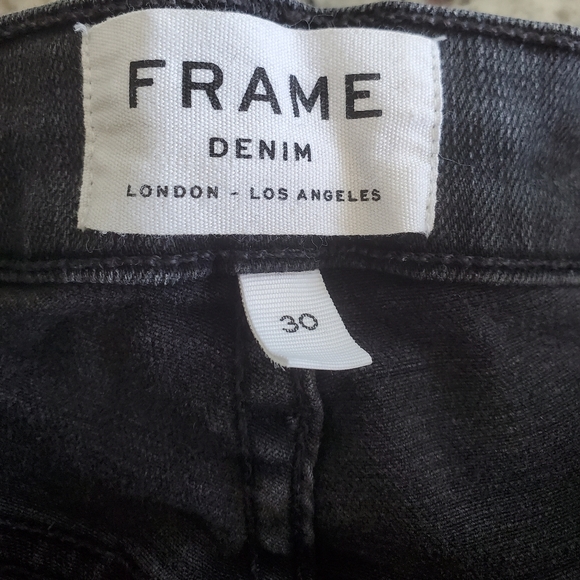 FRAME
DENIM
LONDON - LOS ANGELES
30